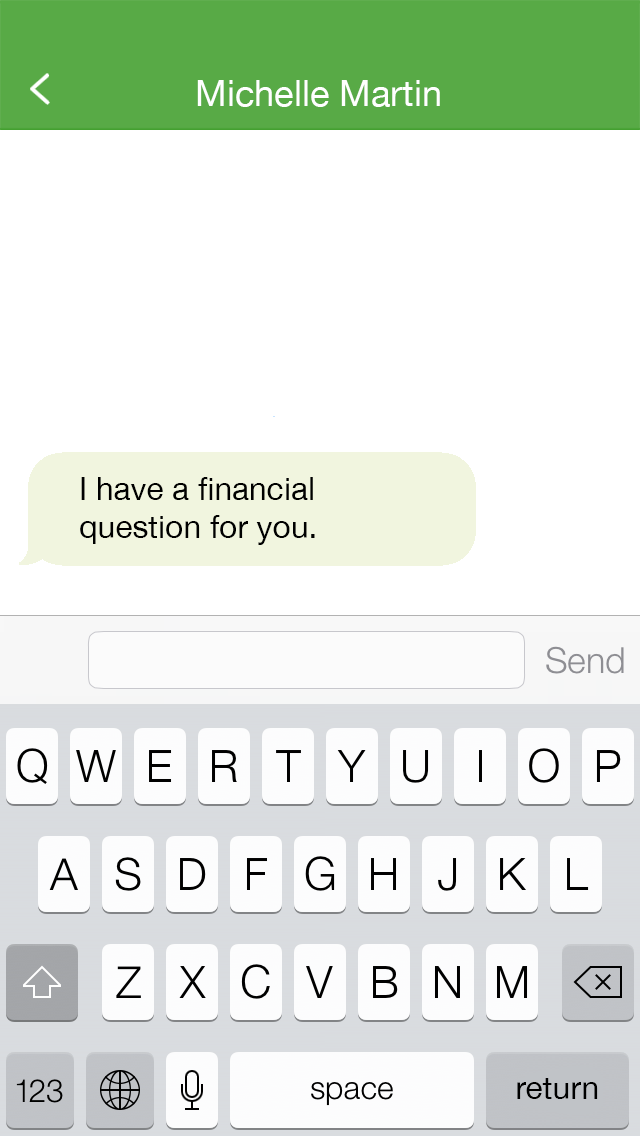 Michelle Martin
I have a financial
question for you.
Send
Q W E R T Y U I O P
A S D F G H J K L
Z X C V B N M
123 space return